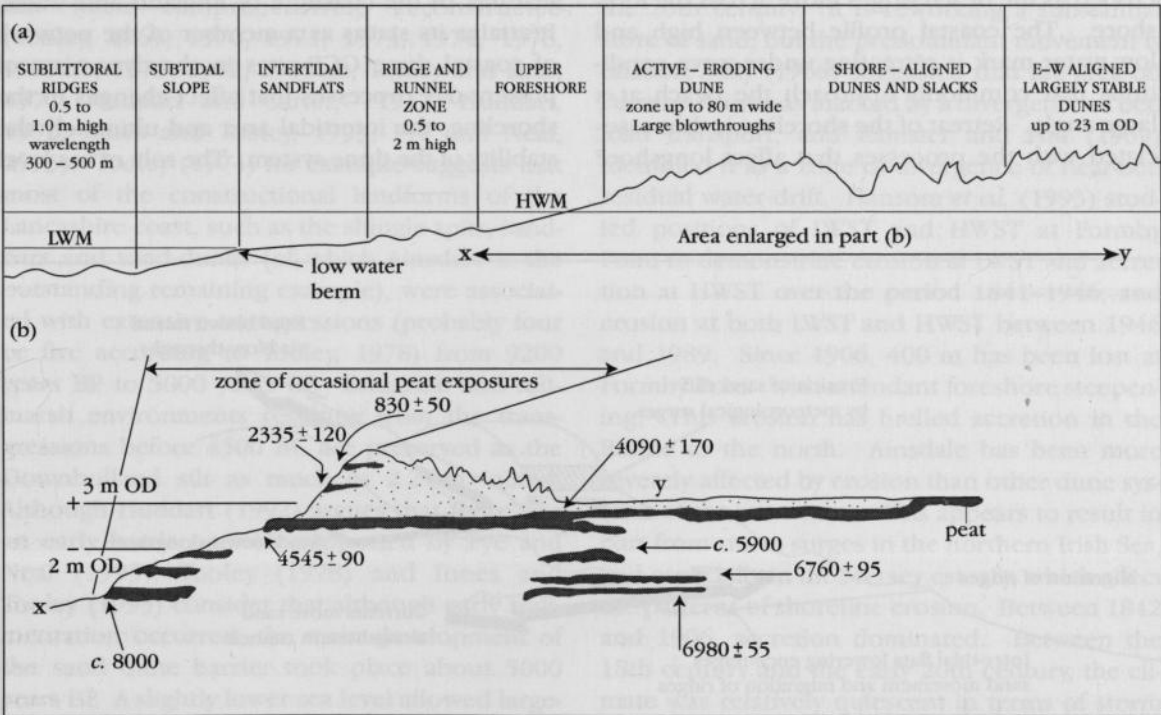 (a)
SUBLITTORAL
RIDGES
0.5 to
1.0 m high
wavelength
300 – 500 m
SUBTIDAL
SLOPE
INTERTIDAL
SANDFLATS
RIDGE AND
RUNNEL
ZONE
0.5 to
2 m high
UPPER
FORESHORE
ACTIVE – ERODING
DUNE
zone up to 80 m wide
Large blowthroughs
SHORE – ALIGNED
DUNES AND SLACKS
E–W ALIGNED
LARGELY STABLE
DUNES
up to 23 m OD
HWM
LWM
low water
berm
x
Area enlarged in part (b)
y
(b)
zone of occasional peat exposures
830 ± 50
2335 ± 120
4090 ± 170
3 m OD
+
y
peat
4545 ± 90
c. 5900
– 2 m OD
6760 ± 95
x
c. 8000
6980 ± 55